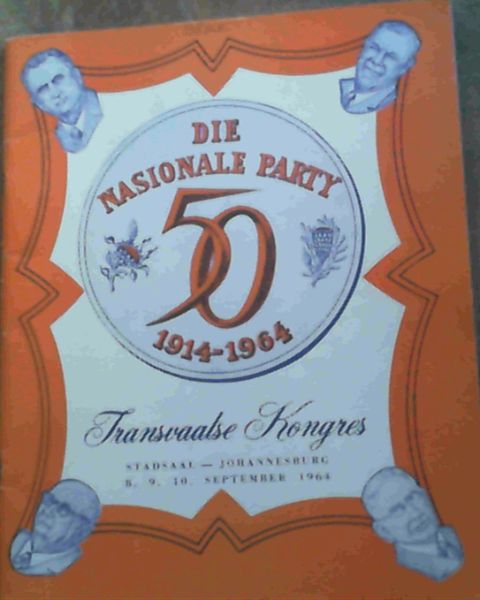 DIE
NASIONALE PARTY
50
1914-1964
Transvaalse Kongres
STADSAAL — JOHANNESBURG
8. 9. 10. SEPTEMBER 1964